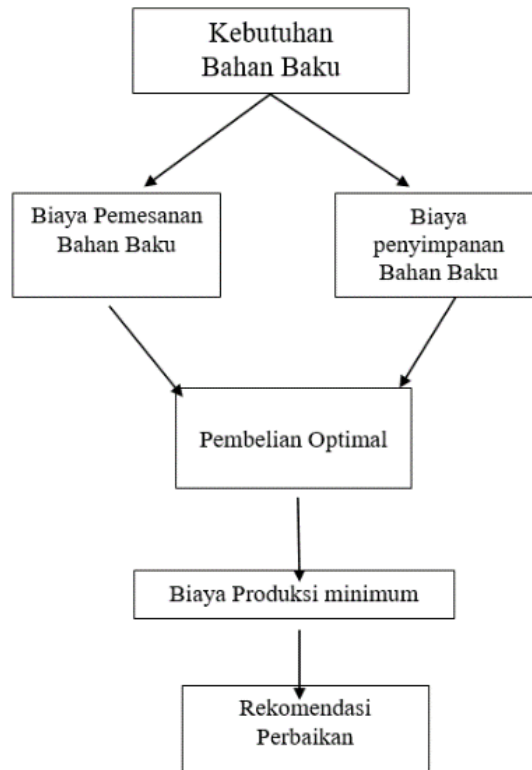 Kebutuhan
Bahan Baku
Biaya Pemesanan
Bahan Baku
Biaya
penyimpanan
Bahan Baku
Pembelian Optimal
Biaya Produksi minimum
Rekomendasi
Perbaikan